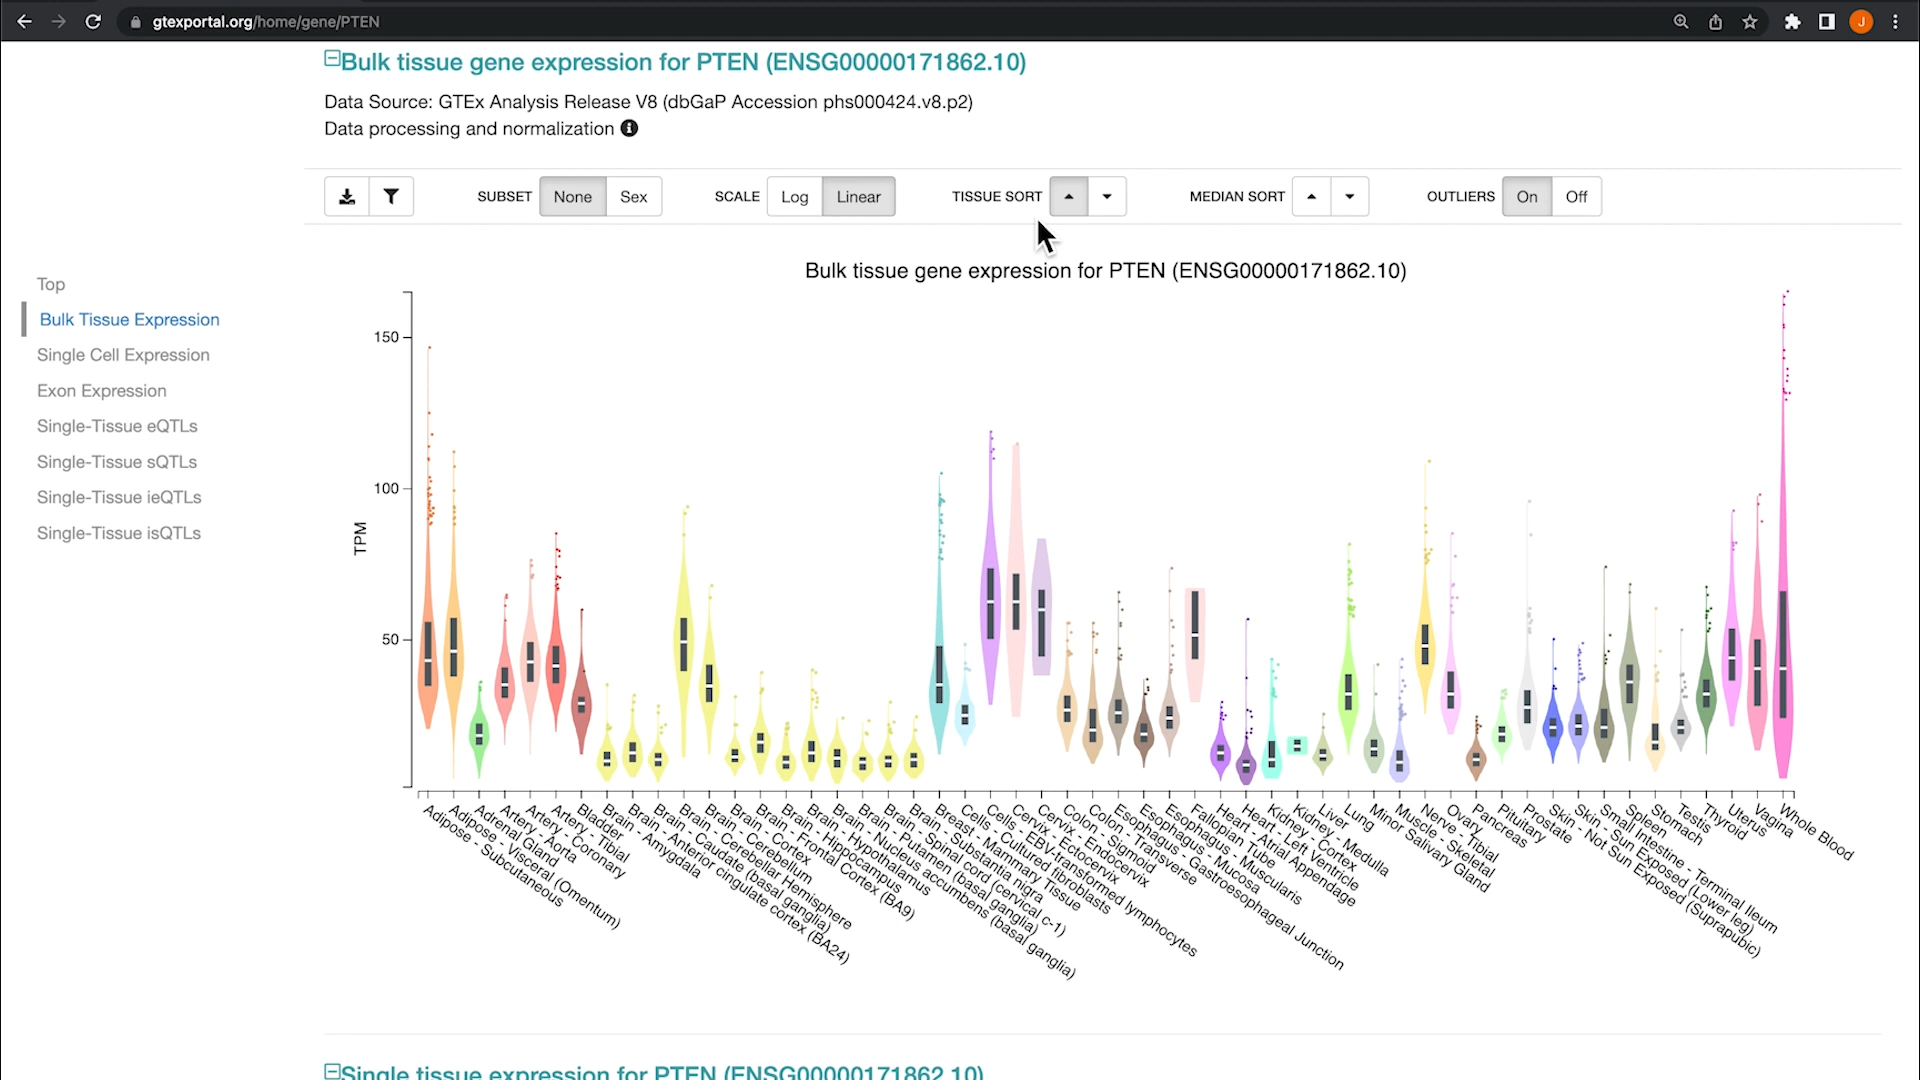 gtexportal.org/home/gene/PTEN
J
Bulk tissue gene expression for PTEN (ENSG00000171862.10)
Data Source: GTEx Analysis Release V8 (dbGaP Accession phs000424.v8.p2)
Data processing and normalization
SUBSET None Sex SCALE Log Linear TISSUE SORT MEDIAN SORT OUTLIERS On Off
Top
Bulk Tissue Expression
Single Cell Expression
Exon Expression
Single-Tissue eQTLs
Single-Tissue sQTLs
Single-Tissue ieQTLs
Single-Tissue isQTLs
Bulk tissue gene expression for PTEN (ENSG00000171862.10)
150
100
50
TPM
Adipose - Subcutaneous
Adipose - Visceral (Omentum)
Adrenal Gland
Artery - Aorta
Artery - Coronary
Artery - Tibial
Bladder
Brain - Amygdala
Brain - Anterior cingulate cortex (BA24)
Brain - Caudate (basal ganglia)
Brain - Cerebellar Hemisphere
Brain - Cerebellum
Brain - Cortex
Brain - Frontal Cortex (BA9)
Brain - Hippocampus
Brain - Hypothalamus
Brain - Nucleus accumbens (basal ganglia)
Brain - Putamen (basal ganglia)
Brain - Spinal cord (cervical c-1)
Brain - Substantia nigra
Breast - Mammary Tissue
Cells - Cultured fibroblasts
Cells - EBV-transformed lymphocytes
Cervix - Ectocervix
Cervix - Endocervix
Colon - Sigmoid
Colon - Transverse
Esophagus - Gastroesophageal Junction
Esophagus - Mucosa
Esophagus - Muscularis
Fallopian Tube
Heart - Atrial Appendage
Heart - Left Ventricle
Kidney - Cortex
Kidney - Medulla
Liver
Lung
Minor Salivary Gland
Muscle - Skeletal
Nerve - Tibial
Ovary
Pancreas
Pituitary
Prostate
Skin - Not Sun Exposed (Suprapubic)
Skin - Sun Exposed (Lower leg)
Small Intestine - Terminal Ileum
Spleen
Stomach
Testis
Thyroid
Uterus
Vagina
Whole Blood
Single tissue expression for PTEN (ENSG00000171862.10)